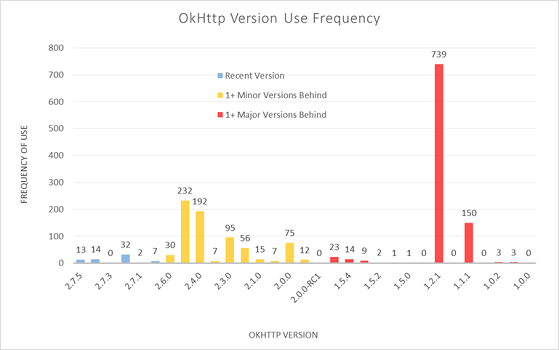 OkHttp Version Use Frequency
800
700
600
500
400
300
200
100
0
FREQUENCY OF USE
Recent Version
1+ Minor Versions Behind
1+ Major Versions Behind
13 14 0 32 2 7 30 232 192 7 95 56 15 7 75 12 0 23 14 9 2 1 1 0 739 0 150 0 3 3 0
2.7.5 2.7.3 2.7.1 2.6.0 2.4.0 2.3.0 2.1.0 2.0.0 2.0.0-RC1 1.5.4 1.5.2 1.5.0 1.2.1 1.1.1 1.0.2 1.0.0
OKHTTP VERSION